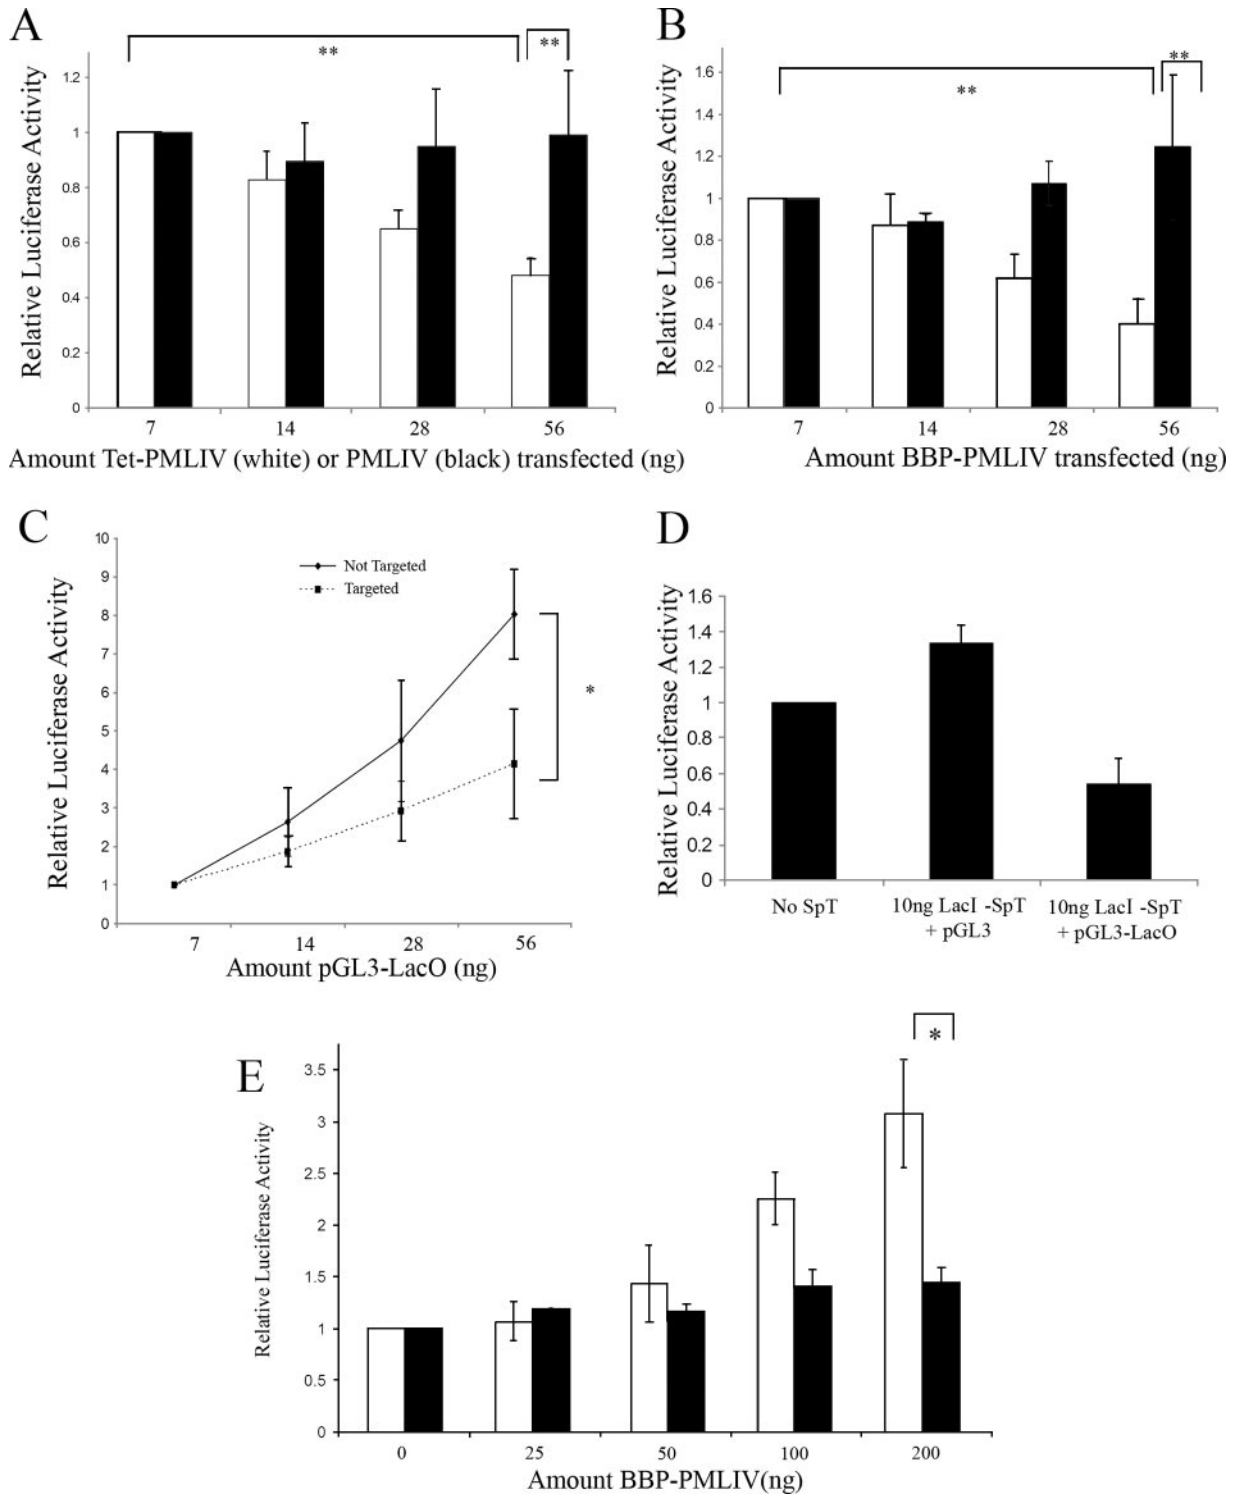 A
Relative Luciferase Activity
1.2
1
0.8
0.6
0.4
0.2
0
**
**
7 14 28 56
Amount Tet-PMLIV (white) or PMLIV (black) transfected (ng)
B
Relative Luciferase Activity
1.6
1.4
1.2
1
0.8
0.6
0.4
0.2
0
**
**
7 14 28 56
Amount BBP-PMLIV transfected (ng)
C
Relative Luciferase Activity
10
9
8
7
6
5
4
3
2
1
0
Not Targeted
Targeted
*
7 14 28 56
Amount pGL3-LacO (ng)
D
Relative Luciferase Activity
1.6
1.4
1.2
1
0.8
0.6
0.4
0.2
0
No SpT
10ng LacI -SpT
+ pGL3
10ng LacI -SpT
+ pGL3-LacO
E
Relative Luciferase Activity
3.5
3
2.5
2
1.5
1
0.5
0
*
0 25 50 100 200
Amount BBP-PMLIV(ng)